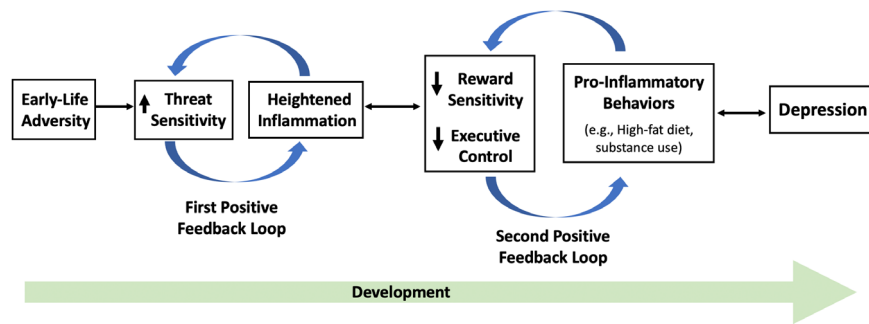 Early-Life
Adversity
Threat
Sensitivity
Heightened
Inflammation
First Positive
Feedback Loop
Reward
Sensitivity
Executive
Control
Pro-Inflammatory
Behaviors
(e.g., High-fat diet,
substance use)
Second Positive
Feedback Loop
Depression
Development